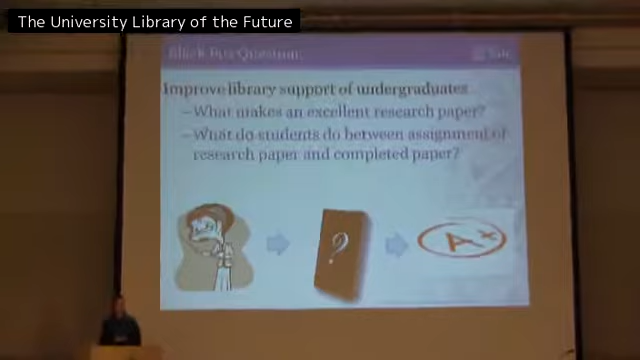 The University Library of the Future
Black Box Question
Improve library support of undergraduates
–What makes an excellent research paper?
–What do students do between assignment of
research paper and completed paper?
?
A+